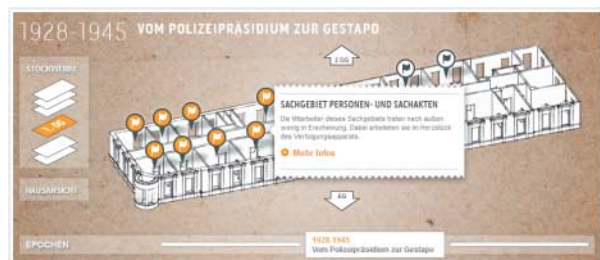 1928-1945 VOM POLIZEIPRÄSIDIUM ZUR GESTAPO
STOCKWERKE
2.OG
1. OG
SACHGEBIET PERSONEN- UND SACHAKTEN
Die Mitarbeiter dieses Sachgebiets traten nach außen
wenig in Erscheinung. Dabei arbeiteten sie im Herzstück
des Verfolgungsapparats.
Mehr Infos
HAUSANSICHT
EG
EPOCHEN
1928-1945
Vom Polizeipräsidium zur Gestapo